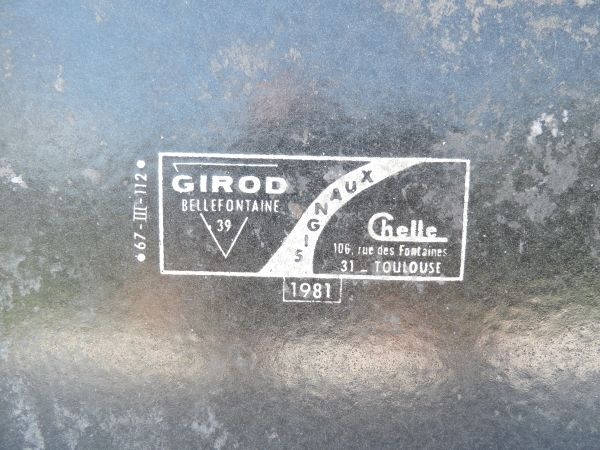 ●67-III-112●
GIROD
BELLEFONTAINE
39
SIGNAUX
Chelle
106, rue des Fontaines
31 _ TOULOUSE
1981